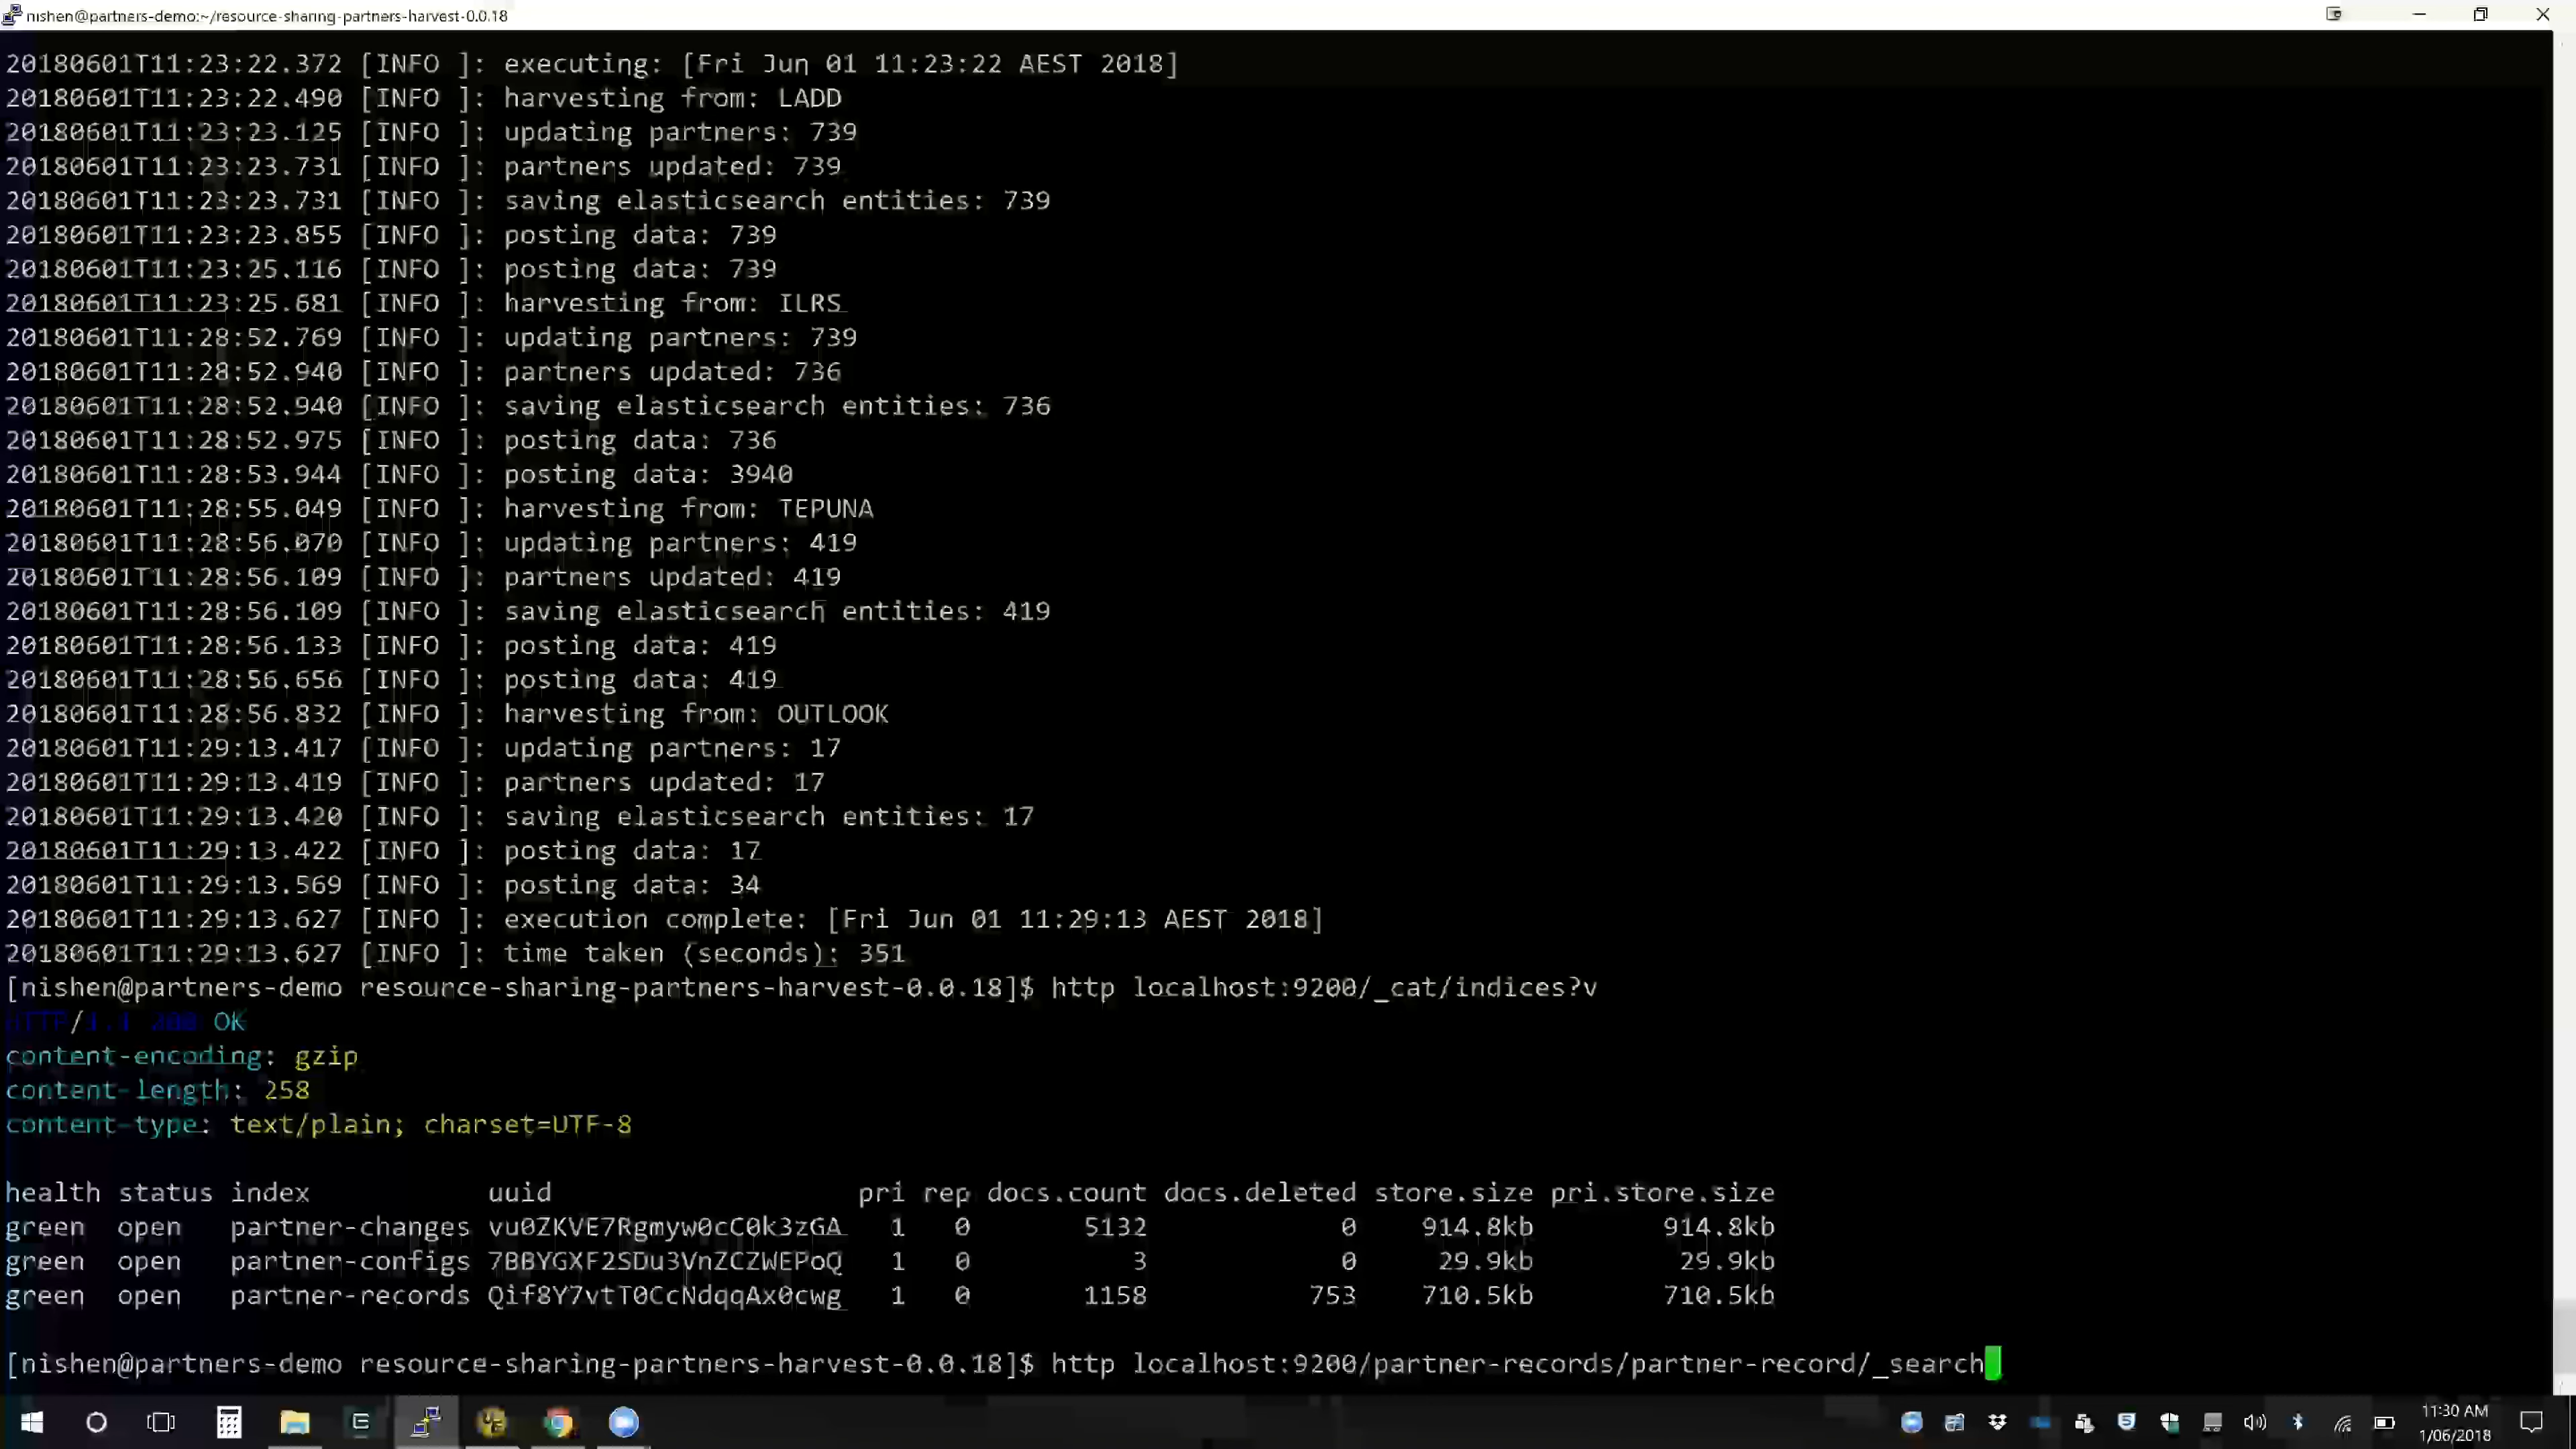 nishen@partners-demo:~/resource-sharing-partners-harvest-0.0.18
20180601T11:23:22.372 [INFO ]: executing: [Fri Jun 01 11:23:22 AEST 2018]
20180601T11:23:22.490 [INFO ]: harvesting from: LADD
20180601T11:23:23.125 [INFO ]: updating partners: 739
20180601T11:23:23.731 [INFO ]: partners updated: 739
20180601T11:23:23.731 [INFO ]: saving elasticsearch entities: 739
20180601T11:23:23.855 [INFO ]: posting data: 739
20180601T11:23:25.116 [INFO ]: posting data: 739
20180601T11:23:25.681 [INFO ]: harvesting from: ILRS
20180601T11:28:52.769 [INFO ]: updating partners: 739
20180601T11:28:52.940 [INFO ]: partners updated: 736
20180601T11:28:52.940 [INFO ]: saving elasticsearch entities: 736
20180601T11:28:52.975 [INFO ]: posting data: 736
20180601T11:28:53.944 [INFO ]: posting data: 3940
20180601T11:28:55.049 [INFO ]: harvesting from: TEPUNA
20180601T11:28:56.070 [INFO ]: updating partners: 419
20180601T11:28:56.109 [INFO ]: partners updated: 419
20180601T11:28:56.109 [INFO ]: saving elasticsearch entities: 419
20180601T11:28:56.133 [INFO ]: posting data: 419
20180601T11:28:56.656 [INFO ]: posting data: 419
20180601T11:28:56.832 [INFO ]: harvesting from: OUTLOOK
20180601T11:29:13.417 [INFO ]: updating partners: 17
20180601T11:29:13.419 [INFO ]: partners updated: 17
20180601T11:29:13.420 [INFO ]: saving elasticsearch entities: 17
20180601T11:29:13.422 [INFO ]: posting data: 17
20180601T11:29:13.569 [INFO ]: posting data: 34
20180601T11:29:13.627 [INFO ]: execution complete: [Fri Jun 01 11:29:13 AEST 2018]
20180601T11:29:13.627 [INFO ]: time taken (seconds): 351
[nishen@partners-demo resource-sharing-partners-harvest-0.0.18]$ http localhost:9200/_cat/indices?v
HTTP/1.1 200 OK
content-encoding: gzip
content-length: 258
content-type: text/plain; charset=UTF-8
health status index uuid pri rep docs.count docs.deleted store.size pri.store.size
green open partner-changes vu0ZKVE7Rgmyw0cC0k3zGA 1 0 5132 0 914.8kb 914.8kb
green open partner-configs 7BBYGXF2SDu3VnZCZWEPoQ 1 0 3 0 29.9kb 29.9kb
green open partner-records Qif8Y7vtT0CcNdqqAx0cwg 1 0 1158 753 710.5kb 710.5kb
[nishen@partners-demo resource-sharing-partners-harvest-0.0.18]$ http localhost:9200/partner-records/partner-record/_search
11:30 AM
1/06/2018